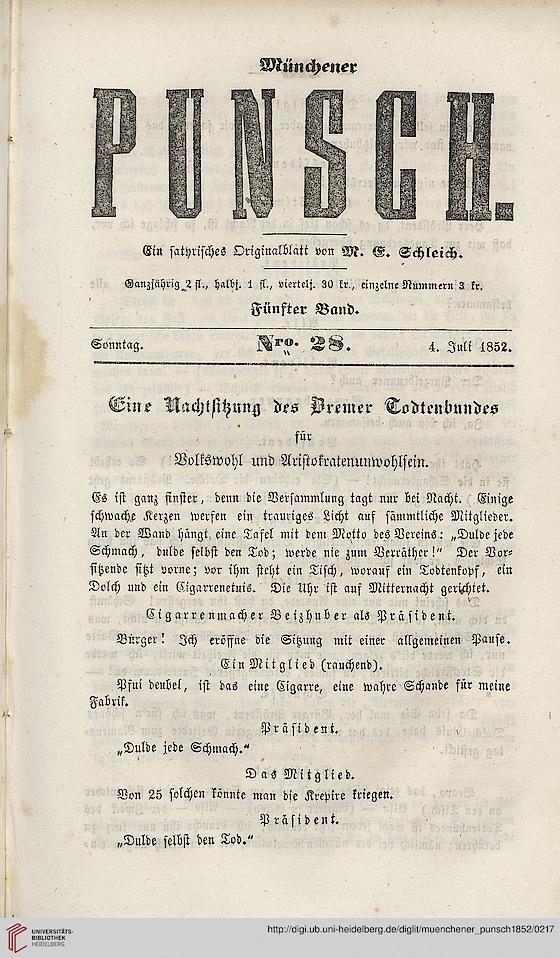 Münchener
PUNSCH.
Ein satyrisches Originalblatt von M. E. Schleich.
Ganzjährig 2 fl., halbj. 1 fl., viertelj. 30 kr., einzelne Nummern 3 kr.
Fünfter Band.
Sonntag. Nro. 28. 4. Juli 1852.
Eine Nachtsitzung des Bremer Todtenbundes
für
Volkswohl und Aristokratenunwohlsein.
Es ist ganz finster, denn die Versammlung tagt nur bei Nacht. Einige
schwache Kerzen werfen ein trauriges Licht auf sämmtliche Mitglieder.
An der Wand hängt eine Tafel mit dem Motto des Vereins: „Dulde jede
Schmach, dulde selbst den Tod; werde nie zum Verräther!“ Der Vor-
sitzende sitzt vorne; vor ihm steht ein Tisch, worauf ein Todtenkopf, ein
Dolch und ein Cigarrenetuis. Die Uhr ist auf Mitternacht gerichtet.
Cigarrenmacher Beizhuber als Präsident.
Bürger! Ich eröffne die Sitzung mit einer allgemeinen Pause.
Ein Mitglied (rauchend).
Pfui deubel, ist das eine Cigarre, eine wahre Schande für meine
Fabrik.
Präsident.
„Dulde jede Schmach.“
Das Mitglied.
Von 25 solchen könnte man die Krepire kriegen.
Präsident.
„Dulde selbst den Tod.“
UNIVERSITÄTS-
BIBLIOTHEK
HEIDELBERG
http://digi.ub.uni-heidelberg.de/diglit/muenchener_punsch1852/0217